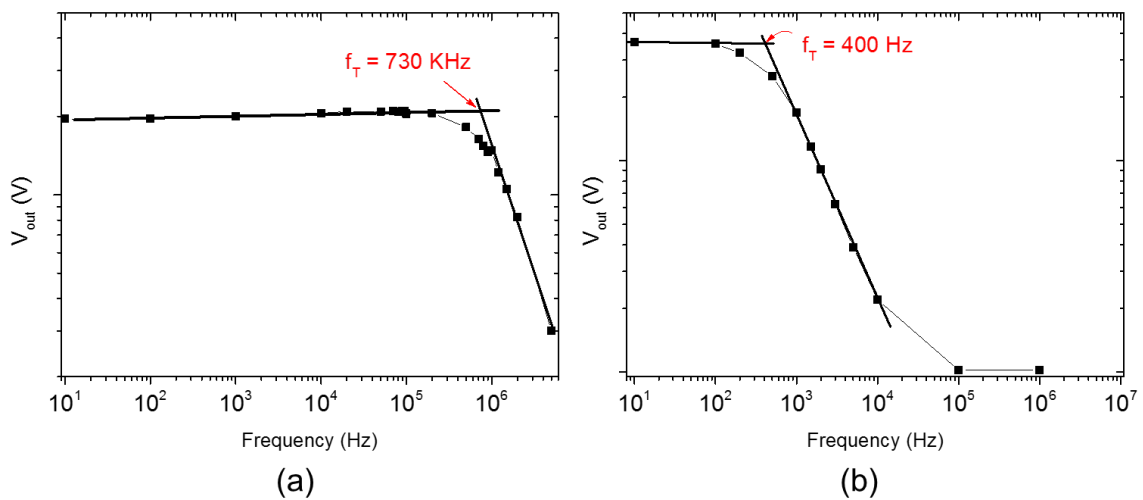 f_T = 730 KHz
V_out (V)
10^1 10^2 10^3 10^4 10^5 10^6
Frequency (Hz)
(a)
f_T = 400 Hz
V_out (V)
10^1 10^2 10^3 10^4 10^5 10^6 10^7
Frequency (Hz)
(b)